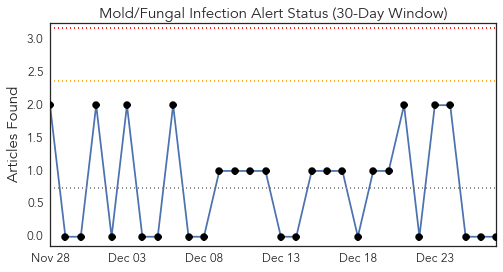 Mold/Fungal Infection Alert Status (30-Day Window)
Articles Found
3.0
2.5
2.0
1.5
1.0
0.5
0.0
Nov 28 Dec 03 Dec 08 Dec 13 Dec 18 Dec 23